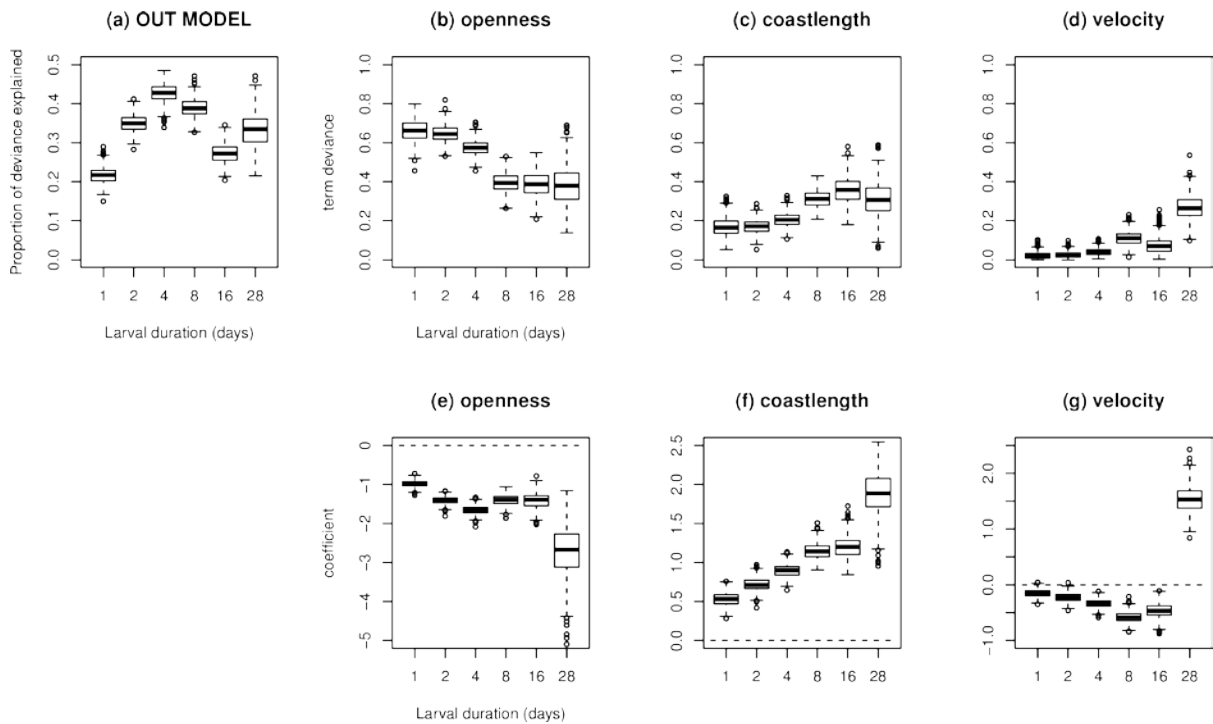 (a) OUT MODEL
(b) openness
(c) coastlength
(d) velocity
Proportion of deviance explained
0.5
0.4
0.3
0.2
0.1
0.0
1 2 4 8 16 28
Larval duration (days)
term deviance
1.0
0.8
0.6
0.4
0.2
0.0
1 2 4 8 16 28
Larval duration (days)
1.0
0.8
0.6
0.4
0.2
0.0
1 2 4 8 16 28
1.0
0.8
0.6
0.4
0.2
0.0
1 2 4 8 16 28
(e) openness
(f) coastlength
(g) velocity
coefficient
0
-1
-2
-3
-4
-5
1 2 4 8 16 28
Larval duration (days)
2.5
2.0
1.5
1.0
0.5
0.0
1 2 4 8 16 28
2.0
1.0
0.0
-1.0
1 2 4 8 16 28